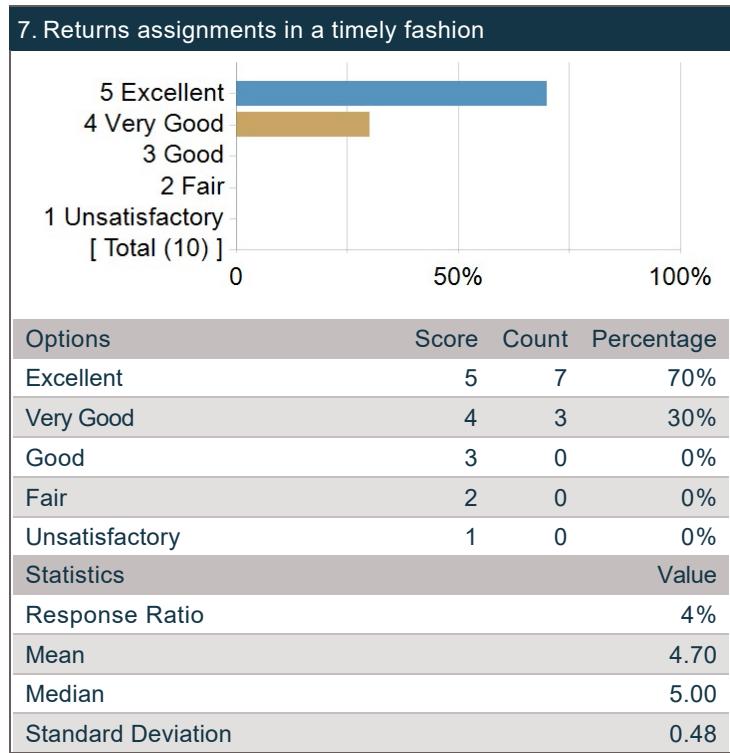 7. Returns assignments in a timely fashion
5 Excellent
4 Very Good
3 Good
2 Fair
1 Unsatisfactory
[ Total (10) ]
0 50% 100%
Options Score Count Percentage
Excellent 5 7 70%
Very Good 4 3 30%
Good 3 0 0%
Fair 2 0 0%
Unsatisfactory 1 0 0%
Statistics Value
Response Ratio 4%
Mean 4.70
Median 5.00
Standard Deviation 0.48